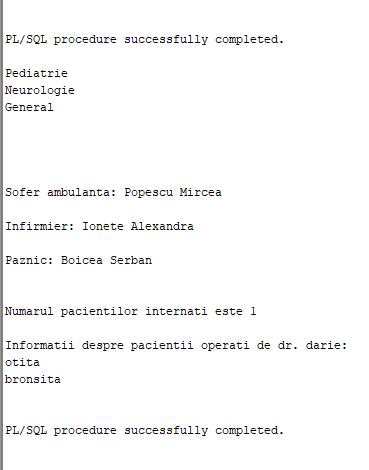 PL/SQL procedure successfully completed.
Pediatrie
Neurologie
General
Sofer ambulanta: Popescu Mircea
Infirmier: Ionete Alexandra
Paznic: Boicea Serban
Numarul pacientilor internati este 1
Informatii despre pacientii operati de dr. darie:
otita
bronsita
PL/SQL procedure successfully completed.